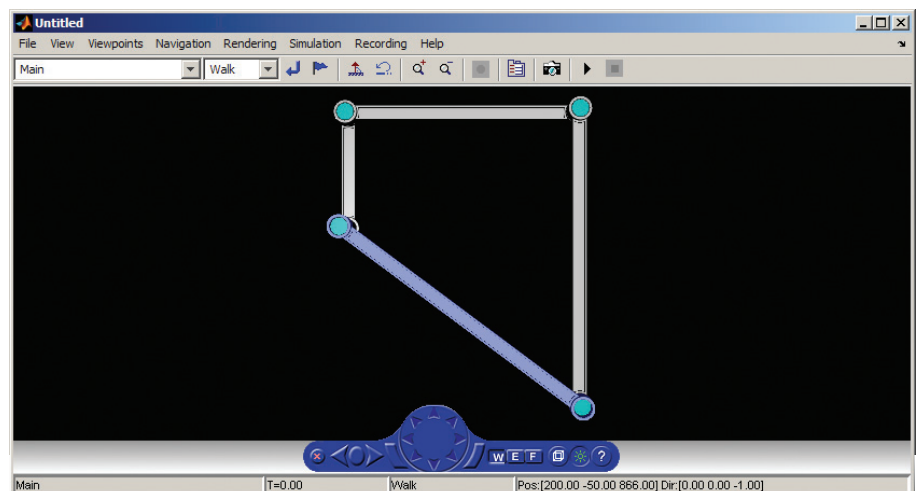 Untitled
File View Viewpoints Navigation Rendering Simulation Recording Help
Main Walk
W E F ?
Main T=0.00 Walk Pos:[200.00 -50.00 866.00] Dir:[0.00 0.00 -1.00]